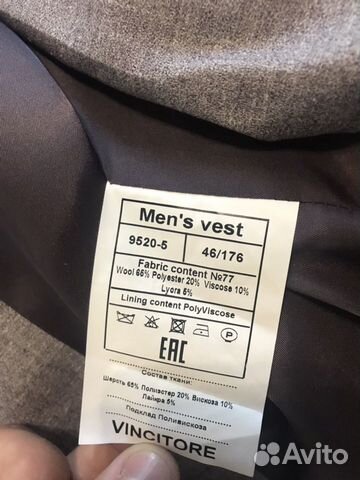 Men's vest
9520-5 46/176
Fabric content №77
Wool 65% Polyester 20% Viscose 10%
Lycra 5%
Lining content PolyViscose
P
EAC
Состав ткани:
Шерсть 65% Полиэстер 20% Вискоза 10%
Лайкра 5%
Подклад Поливискоза
VINCITORE
Avito